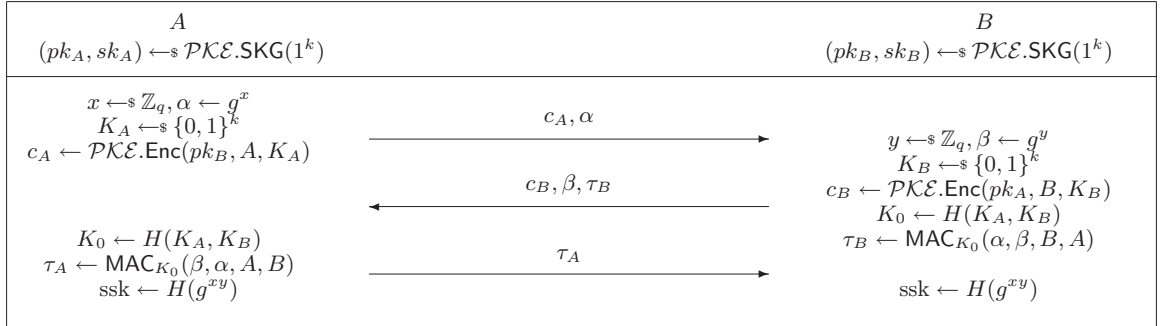 A
(pk_A, sk_A) ←$ PKE.SKG(1^k)
B
(pk_B, sk_B) ←$ PKE.SKG(1^k)
x ←$ ℤ_q, α ← g^x
K_A ←$ {0, 1}^k
c_A ← PKE.Enc(pk_B, A, K_A)
c_A, α
y ←$ ℤ_q, β ← g^y
K_B ←$ {0, 1}^k
c_B ← PKE.Enc(pk_A, B, K_B)
K_0 ← H(K_A, K_B)
τ_B ← MAC_{K_0}(α, β, B, A)
c_B, β, τ_B
K_0 ← H(K_A, K_B)
τ_A ← MAC_{K_0}(β, α, A, B)
ssk ← H(g^{xy})
τ_A
ssk ← H(g^{xy})